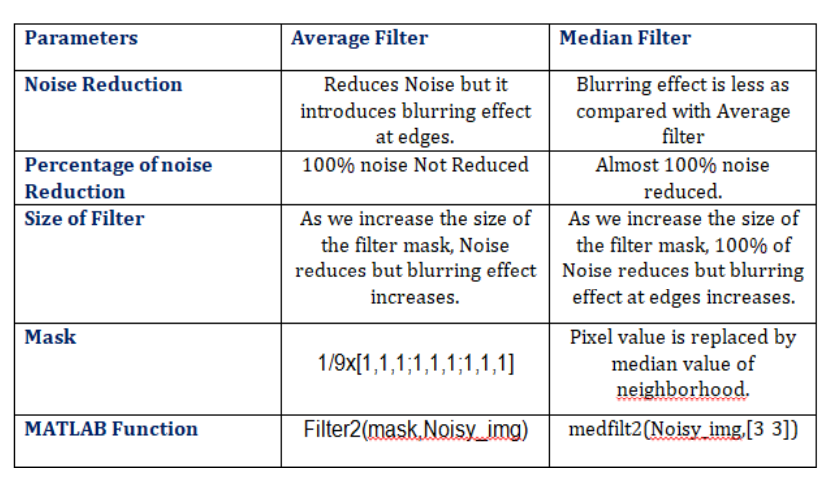 Parameters
Average Filter
Median Filter
Noise Reduction
Reduces Noise but it
introduces blurring effect
at edges.
Blurring effect is less as
compared with Average
filter
Percentage of noise
Reduction
100% noise Not Reduced
Almost 100% noise
reduced.
Size of Filter
As we increase the size of
the filter mask, Noise
reduces but blurring effect
increases.
As we increase the size of
the filter mask, 100% of
Noise reduces but blurring
effect at edges increases.
Mask
1/9x[1,1,1;1,1,1;1,1,1]
Pixel value is replaced by
median value of
neighborhood.
MATLAB Function
Filter2(mask,Noisy_img)
medfilt2(Noisy_img,[3 3])